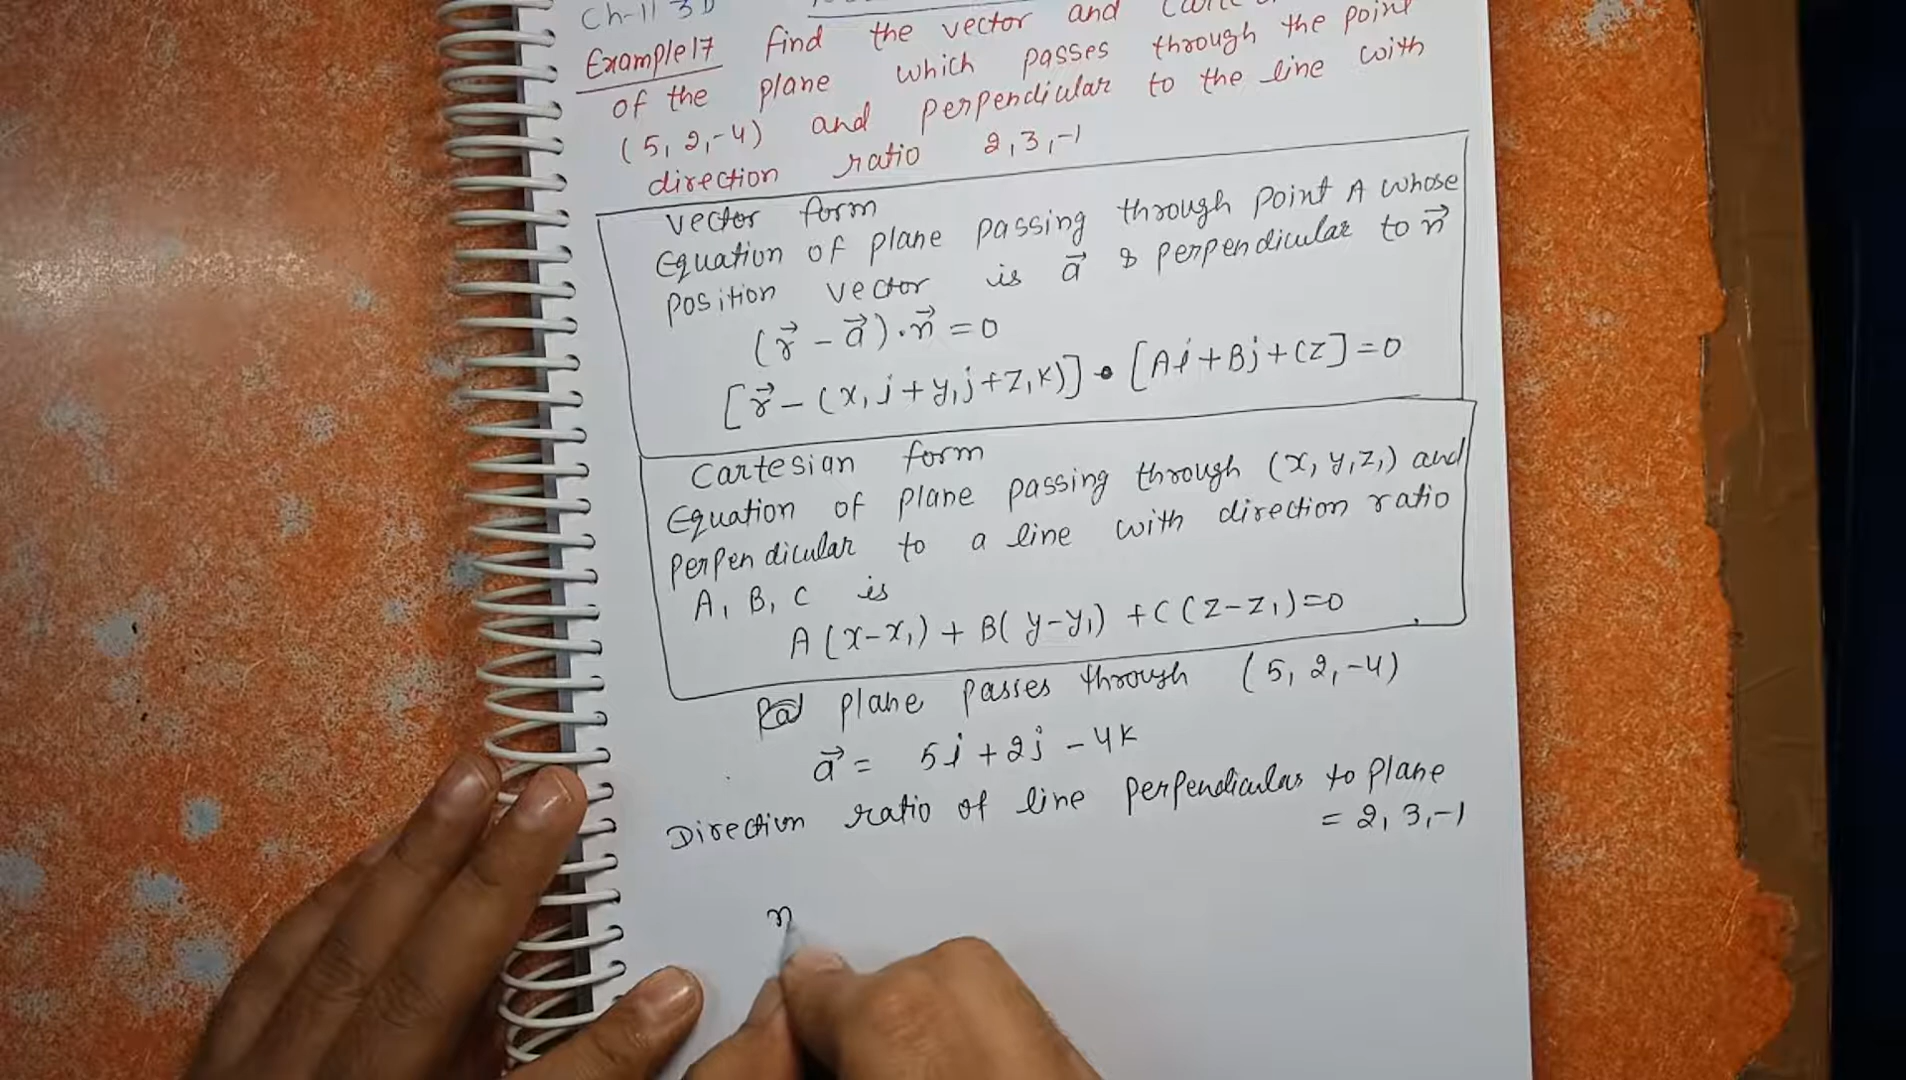 Ch-11 3D
Example 17 find the vector and
of the plane which passes through the point
(5, 2, -4) and perpendicular to the line with
direction ratio 2, 3, -1
vector form
Equation of plane passing through point A whose
position vector is a⃗ & perpendicular to n⃗
(r⃗ - a⃗).n⃗ = 0
[r⃗ - (x₁j + y₁j + z₁k)] • [Ai + Bj + CZ] = 0
Cartesian form
Equation of plane passing through (x, y, z,) and
perpendicular to a line with direction ratio
A, B, C is
A (x-x₁) + B( y-y₁) + C (z-z₁)=0
plane passes through (5, 2, -4)
a⃗ = 5i + 2j - 4k
Direction ratio of line perpendicular to plane
= 2, 3, -1
n